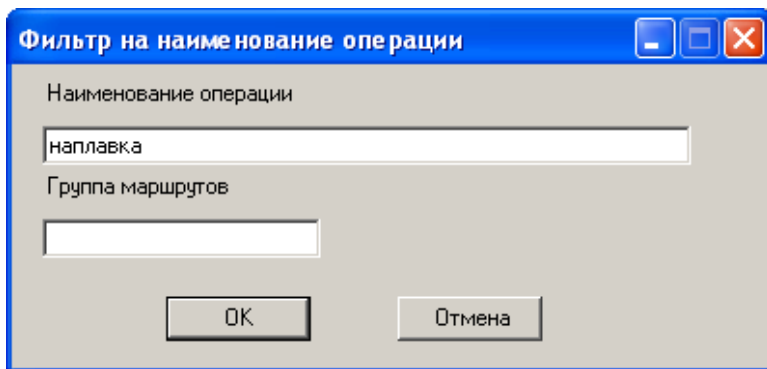 Фильтр на наименование операции
Наименование операции
наплавка
Группа маршрутов
OK
Отмена